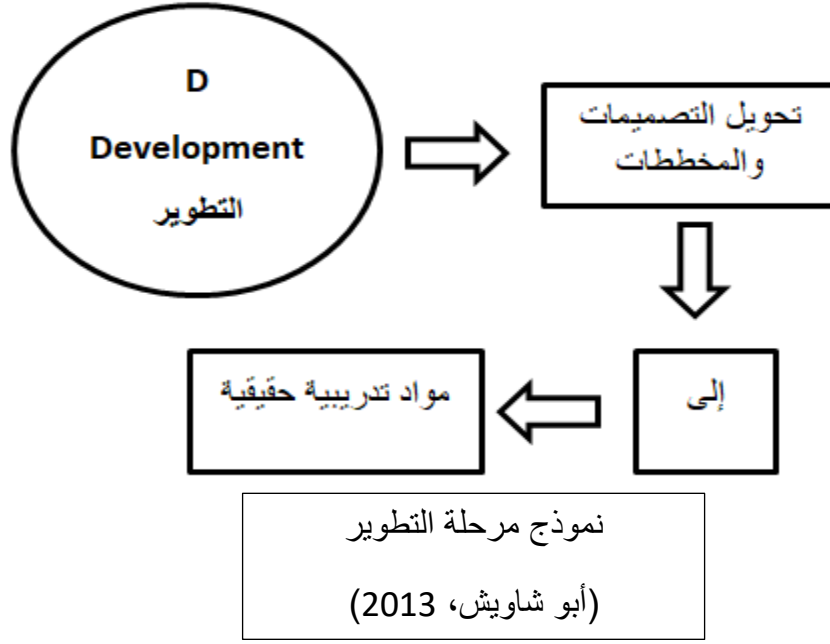 D
Development
التطوير
تحويل التصميمات
والمخططات
إلى
مواد تدريبية حقيقية
نموذج مرحلة التطوير
(أبو شاويش، 2013)